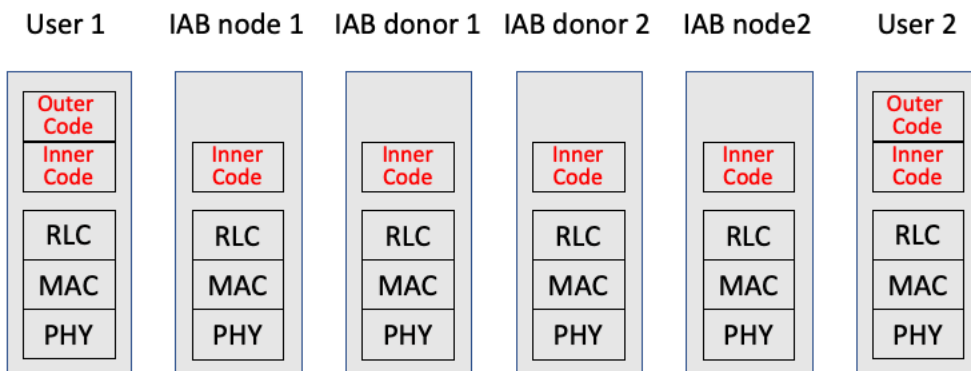 User 1 IAB node 1 IAB donor 1 IAB donor 2 IAB node2 User 2
Outer Outer
Code Code
Inner Inner Inner Inner Inner Inner
Code Code Code Code Code Code
RLC RLC RLC RLC RLC RLC
MAC MAC MAC MAC MAC MAC
PHY PHY PHY PHY PHY PHY